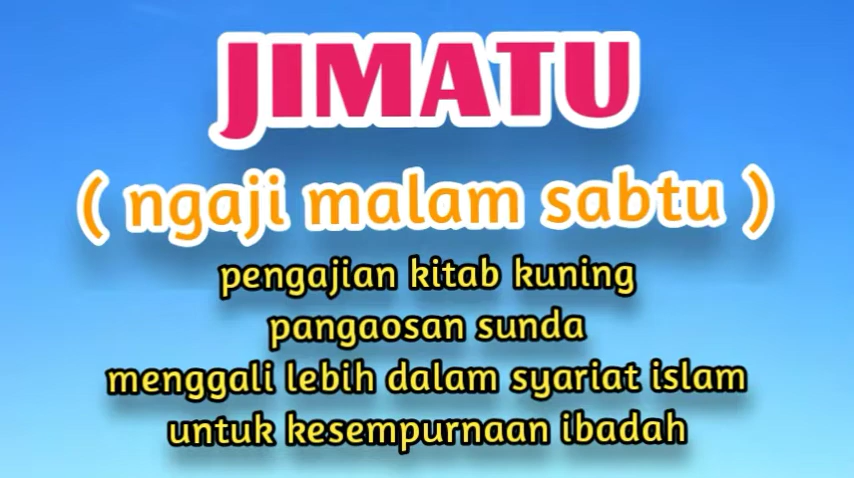 JIMATU
( ngaji malam sabtu )
pengajian kitab kuning
pangaosan sunda
menggali lebih dalam syariat islam
untuk kesempurnaan ibadah